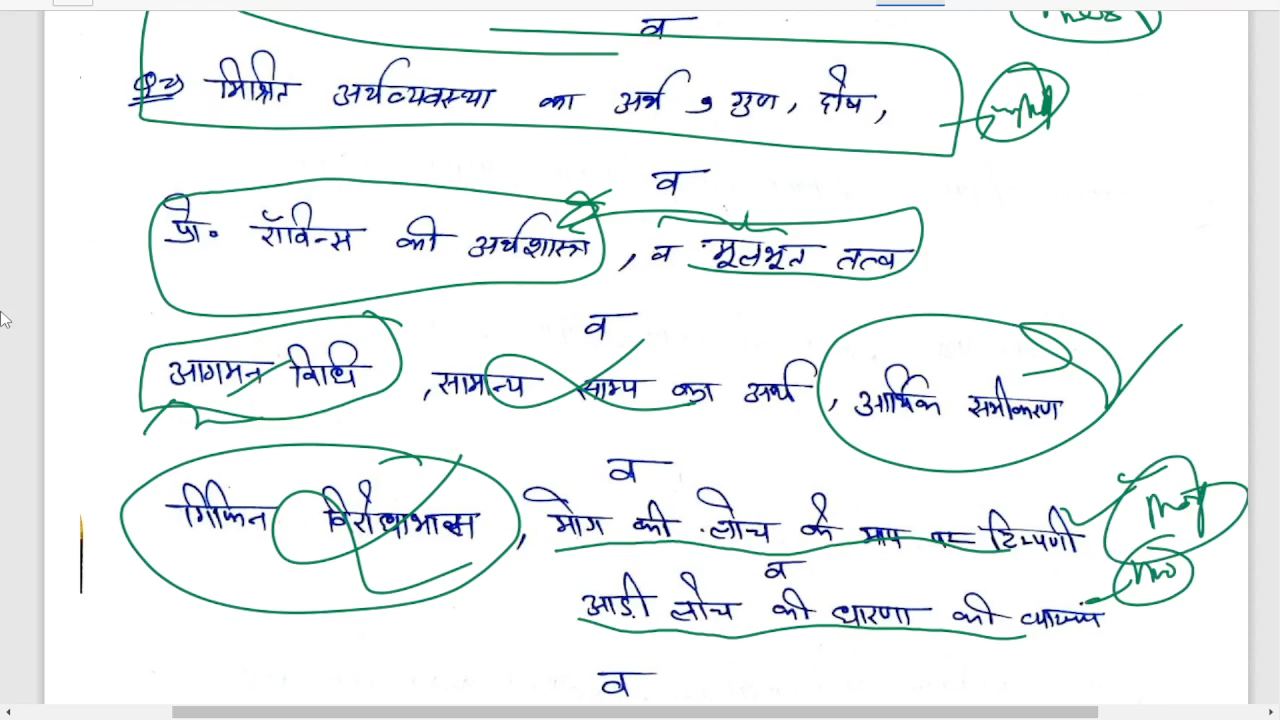 व
मिश्रित अर्थव्यवस्था का अर्थ, गुण, दोष,
व
प्रो. रॉबिन्स की अर्थशास्त्र, व मूलभूत तत्व
व
आगमन विधि, सामान्य साम्य का अर्थ, आर्थिक समीकरण
व
गिफिन विरोधाभास, मांग की लोच के माप पर टिप्पणी
व
आड़ी लोच की धारणा की व्याख्या
व